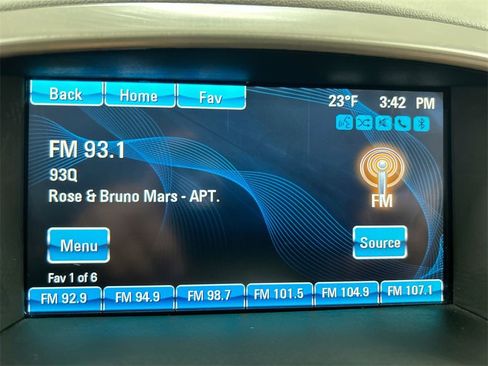 Back Home Fav
23°F 3:42 PM
FM 93.1
93Q
Rose & Bruno Mars - APT.
FM
Menu
Source
Fav 1 of 6
FM 92.9 FM 94.9 FM 98.7 FM 101.5 FM 104.9 FM 107.1